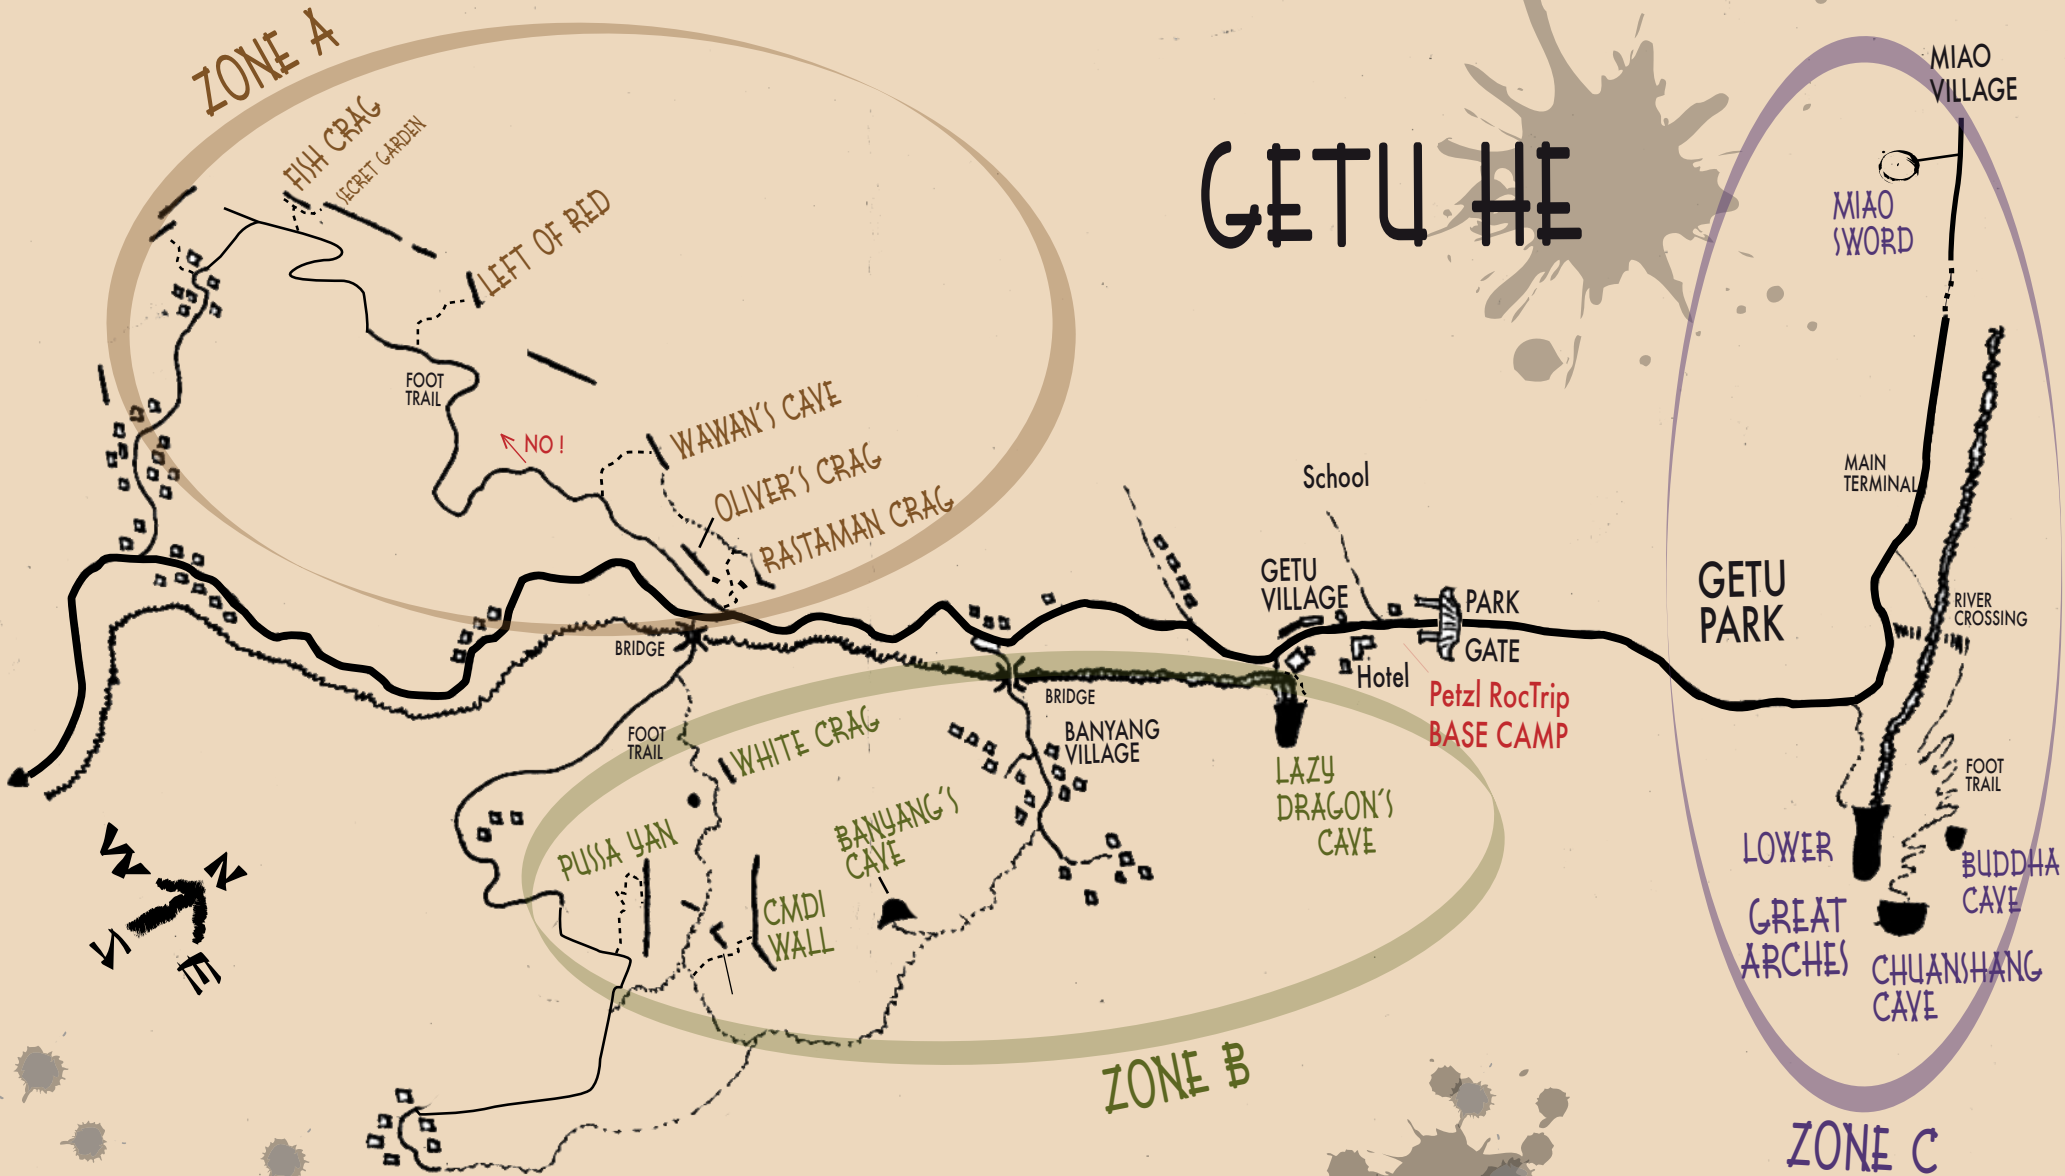 ZONE A
FISH CRAG
SECRET GARDEN
LEFT OF RED
FOOT
TRAIL
NO !
WAWAN'S CAVE
OLIVER'S CRAG
RASTAMAN CRAG
GETU HE
MIAO
VILLAGE
MIAO
SWORD
MAIN
TERMINAL
School
GETU
VILLAGE
PARK
GATE
Hotel
Petzl RocTrip
BASE CAMP
GETU
PARK
RIVER
CROSSING
BRIDGE
BRIDGE
FOOT
TRAIL
WHITE CRAG
BANYANG
VILLAGE
LAZY
DRAGON'S
CAVE
PUSSA YAN
BANYANG'S
CAVE
CMDI
WALL
FOOT
TRAIL
LOWER
GREAT
ARCHES
BUDDHA
CAVE
CHUANSHANG
CAVE
W
N
S
E
ZONE B
ZONE C